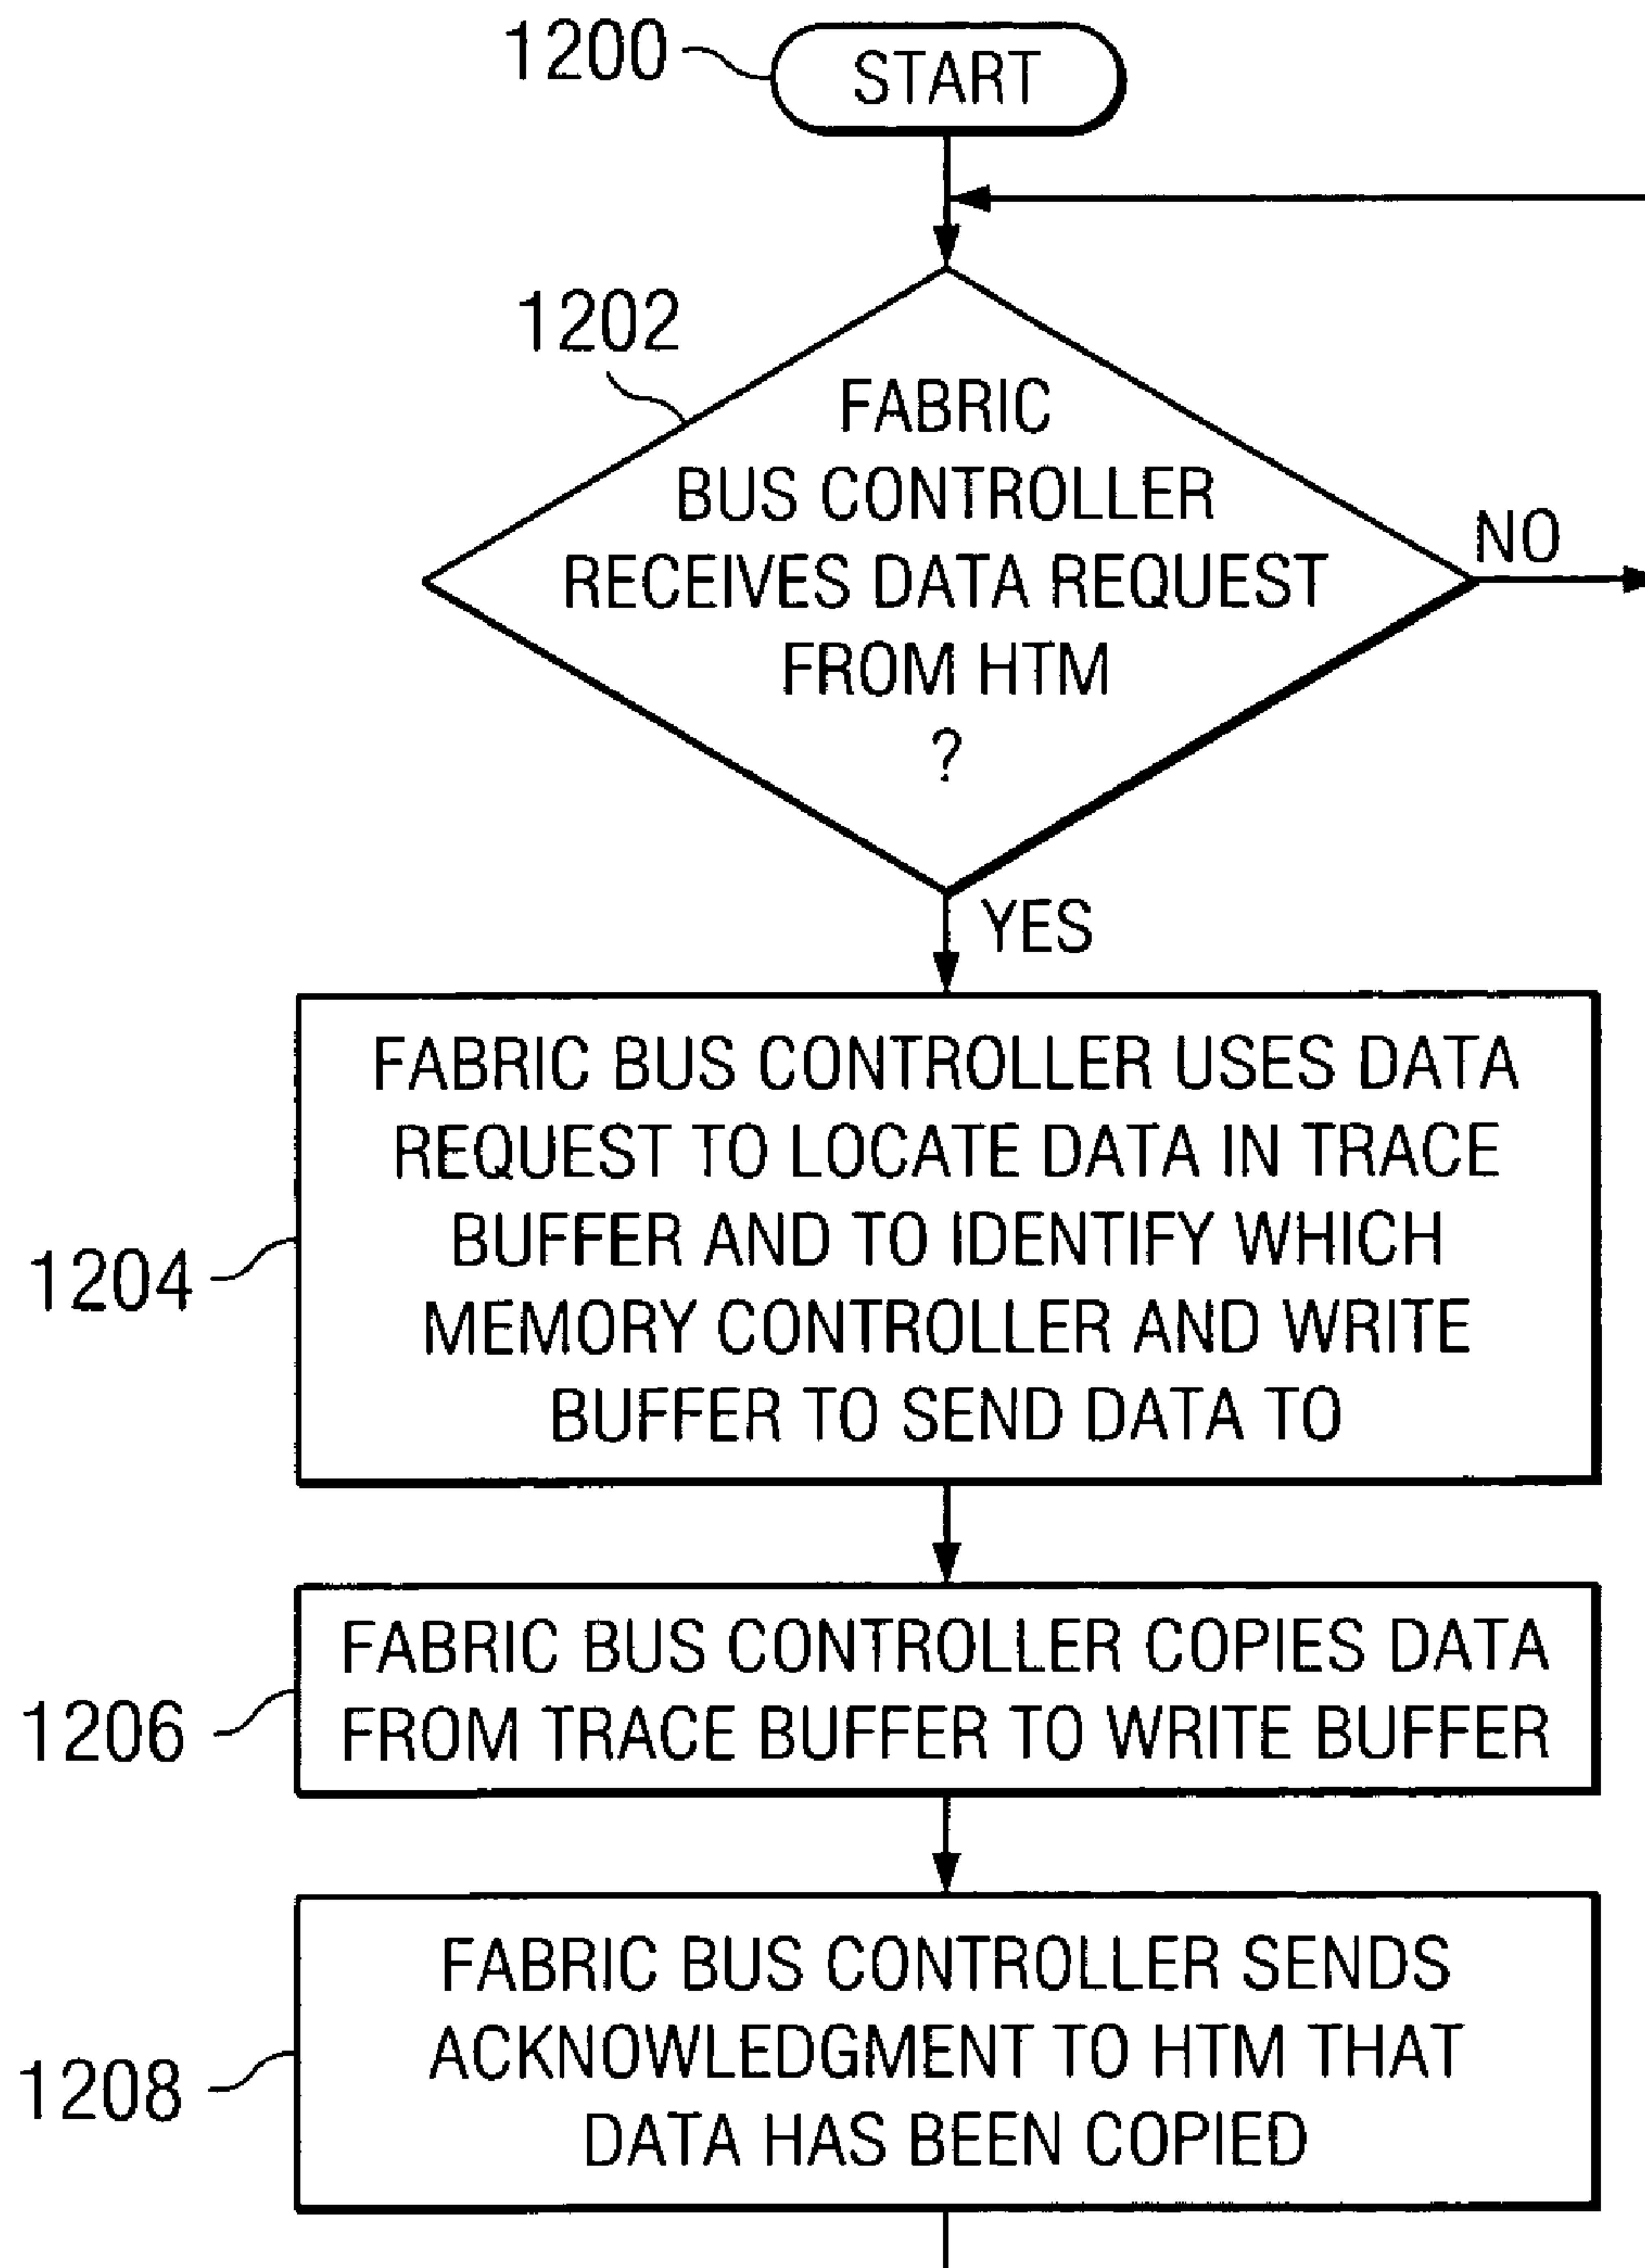 1200
START
1202
FABRIC
BUS CONTROLLER
RECEIVES DATA REQUEST
FROM HTM
?
NO
YES
1204
FABRIC BUS CONTROLLER USES DATA
REQUEST TO LOCATE DATA IN TRACE
BUFFER AND TO IDENTIFY WHICH
MEMORY CONTROLLER AND WRITE
BUFFER TO SEND DATA TO
1206
FABRIC BUS CONTROLLER COPIES DATA
FROM TRACE BUFFER TO WRITE BUFFER
1208
FABRIC BUS CONTROLLER SENDS
ACKNOWLEDGMENT TO HTM THAT
DATA HAS BEEN COPIED